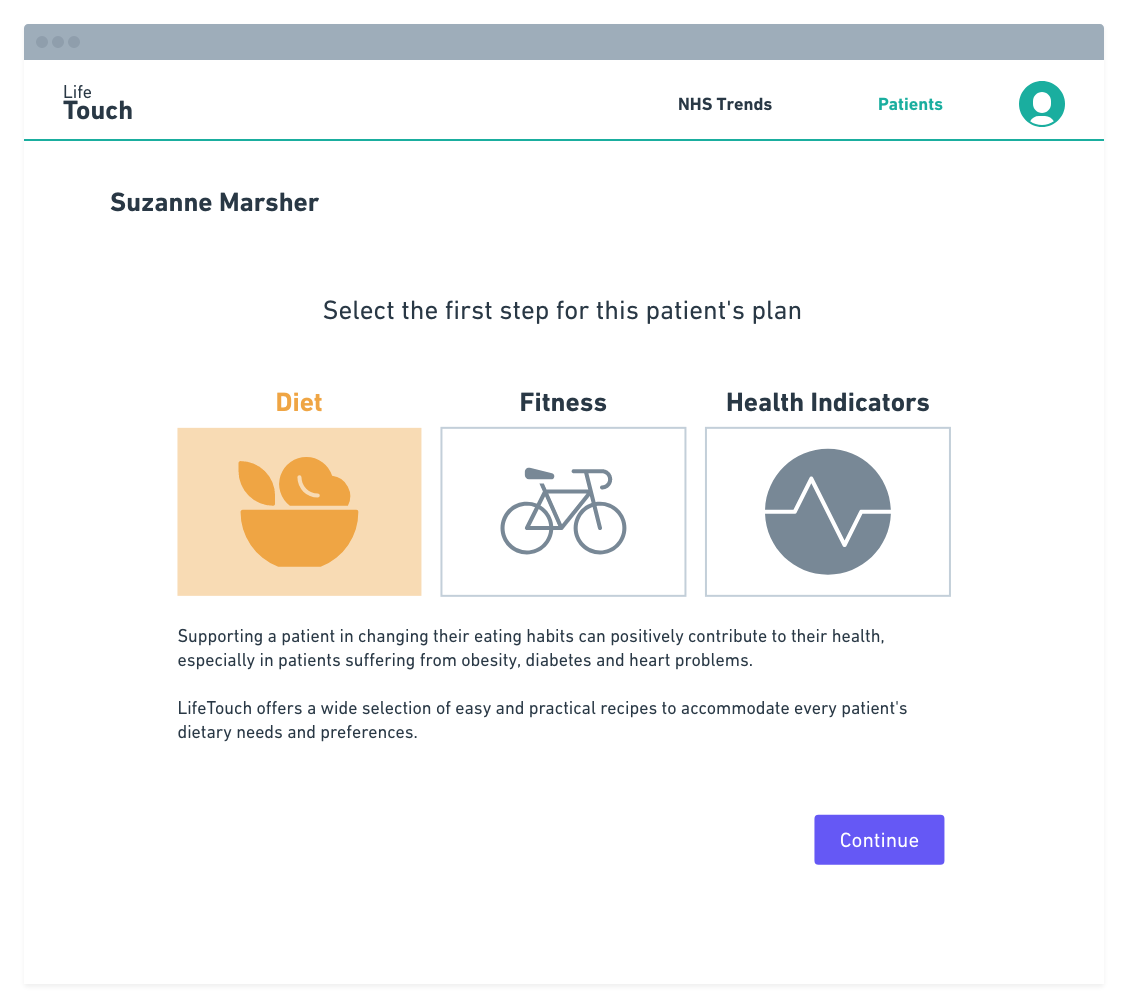 Life
Touch
NHS Trends
Patients
Suzanne Marsher
Select the first step for this patient's plan
Diet
Fitness
Health Indicators
Supporting a patient in changing their eating habits can positively contribute to their health,
especially in patients suffering from obesity, diabetes and heart problems.
LifeTouch offers a wide selection of easy and practical recipes to accommodate every patient's
dietary needs and preferences.
Continue